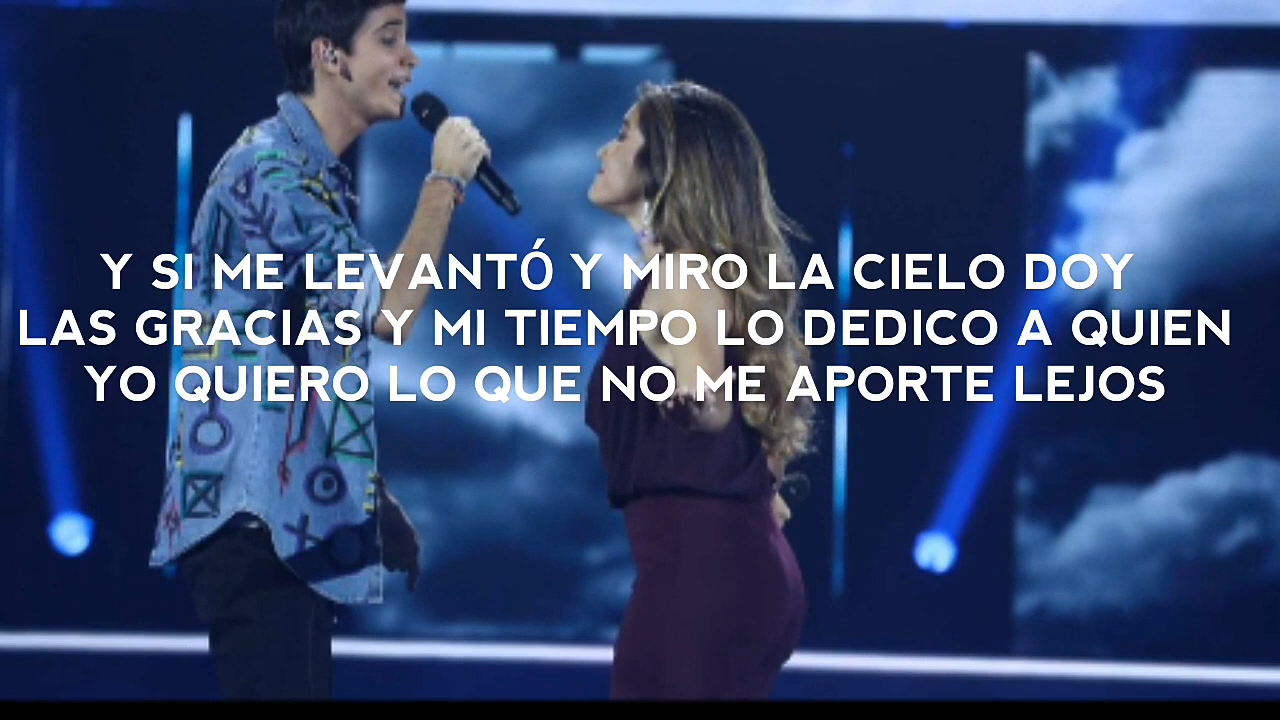 Y SI ME LEVANTÓ Y MIRO LA CIELO DOY
LAS GRACIAS Y MI TIEMPO LO DEDICO A QUIEN
YO QUIERO LO QUE NO ME APORTE LEJOS